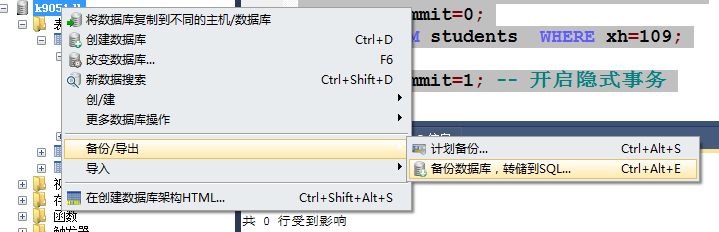 将数据库复制到不同的主机/数据库
创建数据库 Ctrl+D
改变数据库... F6
新数据搜索 Ctrl+Shift+D
创/建
更多数据库操作
备份/导出
导入
在创建数据库架构HTML... Ctrl+Shift+Alt+S
计划备份... Ctrl+Alt+S
备份数据库，转储到SQL... Ctrl+Alt+E
mmit=0;
students WHERE xh=109;
mmit=1; -- 开启隐式事务
共 0 行受到影响
函数
触发器